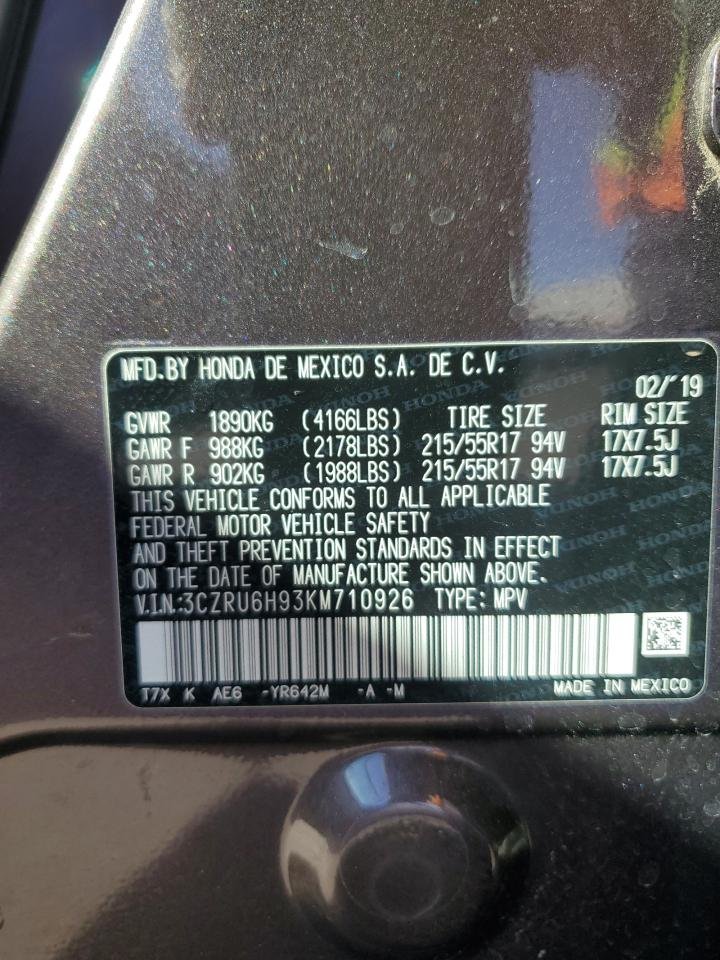 MFD.BY HONDA DE MEXICO S.A. DE C.V.
02/'19
GVWR 1890KG (4166LBS) TIRE SIZE RIM SIZE
GAWR F 988KG (2178LBS) 215/55R17 94V 17X7.5J
GAWR R 902KG (1988LBS) 215/55R17 94V 17X7.5J
THIS VEHICLE CONFORMS TO ALL APPLICABLE
FEDERAL MOTOR VEHICLE SAFETY
AND THEFT PREVENTION STANDARDS IN EFFECT
ON THE DATE OF MANUFACTURE SHOWN ABOVE.
V.I.N.:3CZRU6H93KM710926 TYPE: MPV
T7X K AE6 -YR642M -A -M MADE IN MEXICO